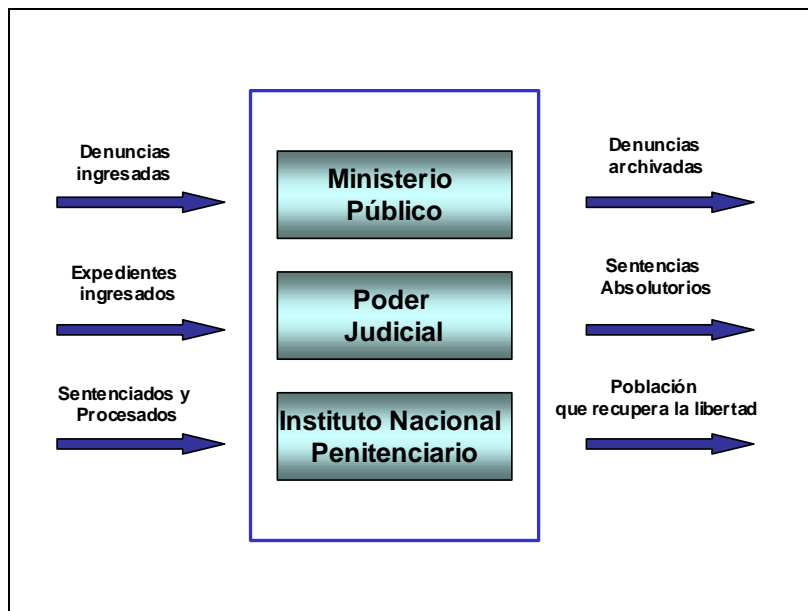 Denuncias
ingresadas
Ministerio
Público
Denuncias
archivadas
Expedientes
ingresados
Poder
Judicial
Sentencias
Absolutorios
Sentenciados y
Procesados
Instituto Nacional
Penitenciario
Población
que recupera la libertad